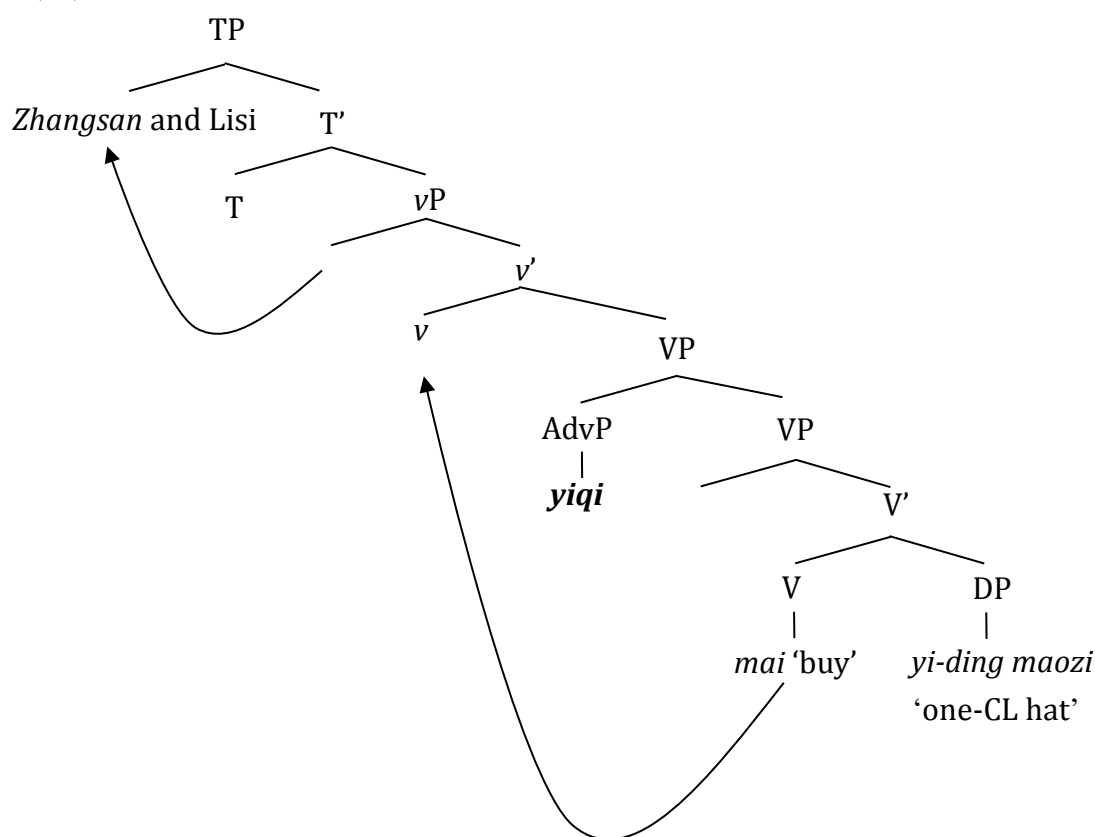 TP
Zhangsan and Lisi T’
T vP
v’
v
VP
AdvP VP
yiqi
V’
V DP
mai ‘buy’ yi-ding maozi
‘one-CL hat’